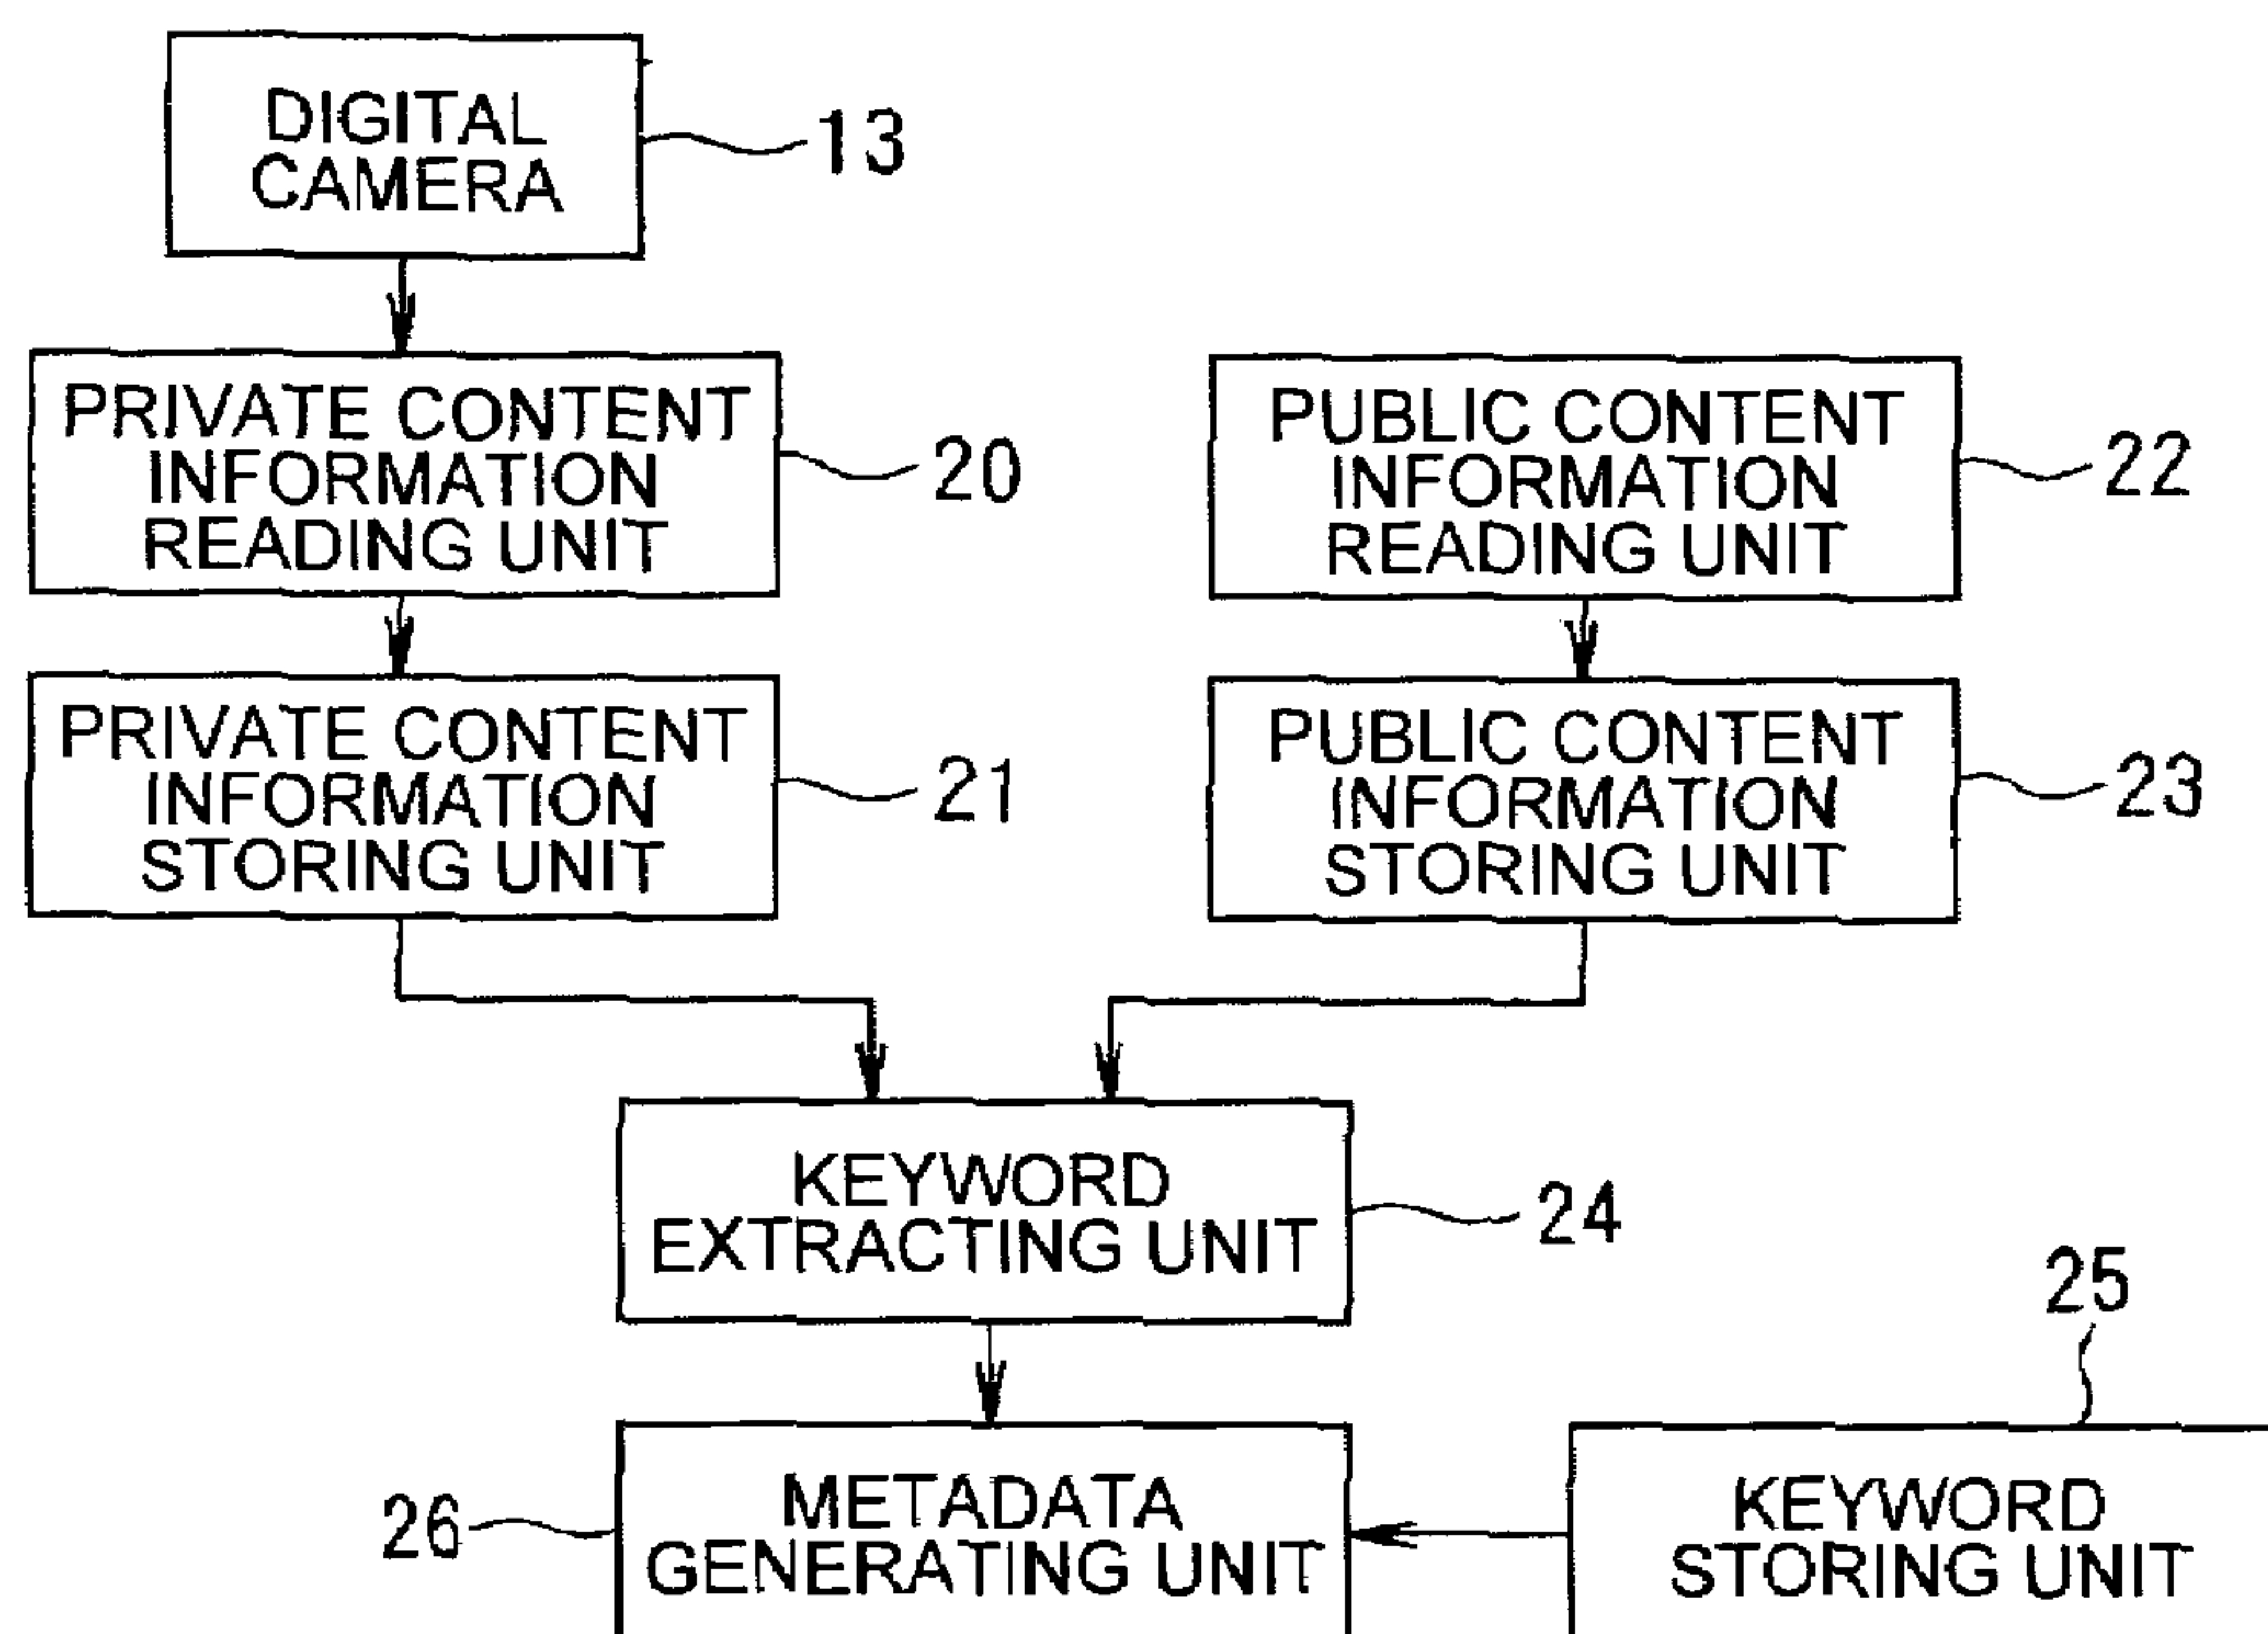 DIGITAL
CAMERA
13
PRIVATE CONTENT
INFORMATION
READING UNIT
20
PUBLIC CONTENT
INFORMATION
READING UNIT
22
PRIVATE CONTENT
INFORMATION
STORING UNIT
21
PUBLIC CONTENT
INFORMATION
STORING UNIT
23
KEYWORD
EXTRACTING UNIT
24
25
26
METADATA
GENERATING UNIT
KEYWORD
STORING UNIT